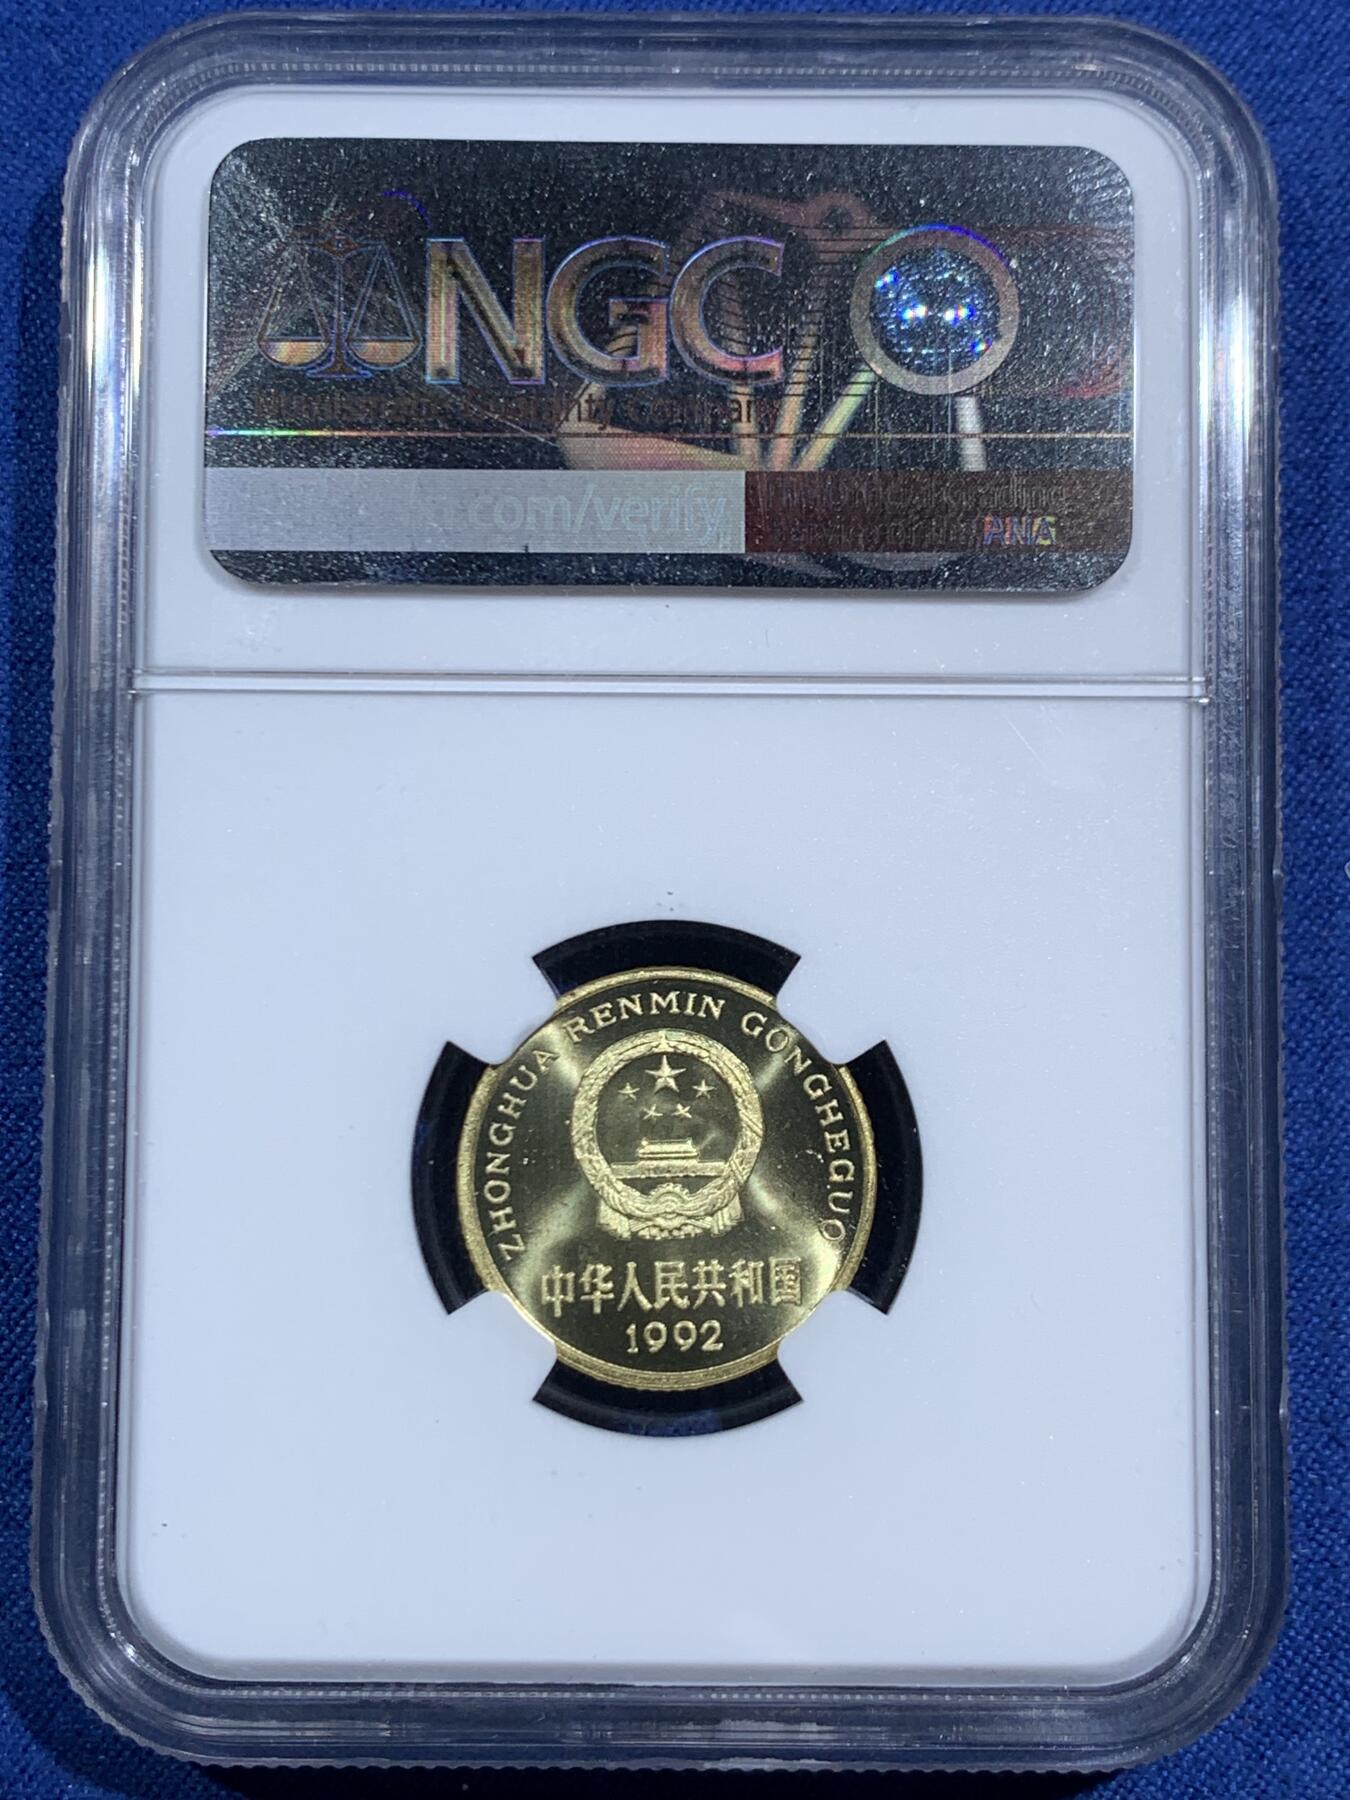 NGC
.com/verify
ANA
ZHONGHUA RENMIN GONGHEGUO
中华人民共和国
1992